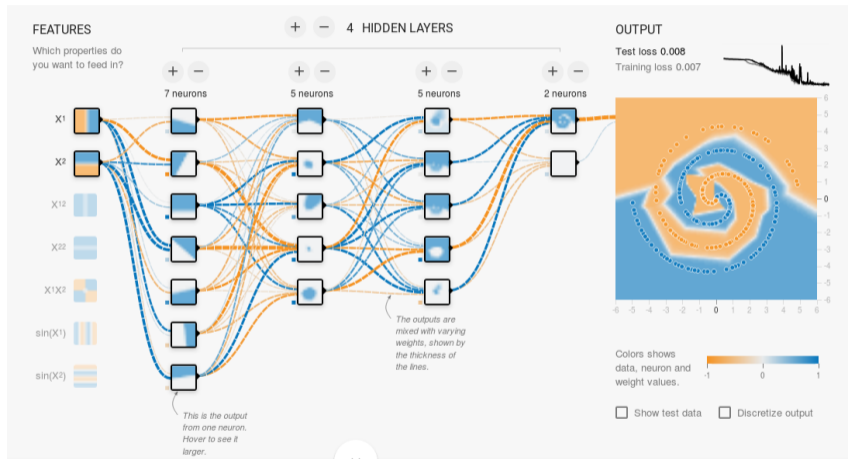 FEATURES
Which properties do
you want to feed in?
+ − 4 HIDDEN LAYERS
+ −
7 neurons
+ −
5 neurons
+ −
5 neurons
+ −
2 neurons
X1
X2
X12
X22
X1X2
sin(X1)
sin(X2)
This is the output
from one neuron.
Hover to see it
larger.
The outputs are
mixed with varying
weights, shown by
the thickness of
the lines.
OUTPUT
Test loss 0.008
Training loss 0.007
6
5
4
3
2
1
0
-1
-2
-3
-4
-5
-6
-6 -5 -4 -3 -2 -1 0 1 2 3 4 5 6
Colors shows
data, neuron and
weight values.
-1 0 1
Show test data
Discretize output